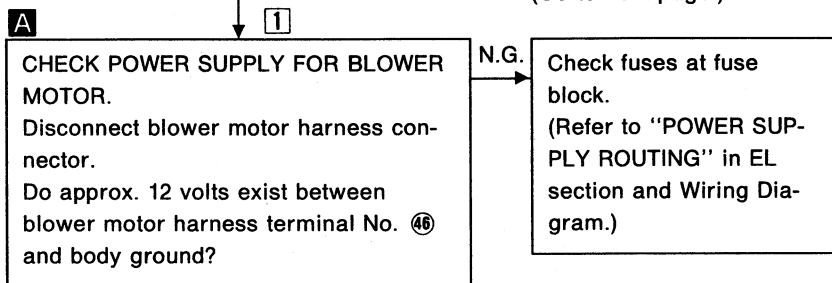 A
1
CHECK POWER SUPPLY FOR BLOWER
MOTOR.
Disconnect blower motor harness con-
nector.
Do approx. 12 volts exist between
blower motor harness terminal No. ㊻
and body ground?
N.G.
Check fuses at fuse
block.
(Refer to "POWER SUP-
PLY ROUTING" in EL
section and Wiring Dia-
gram.)